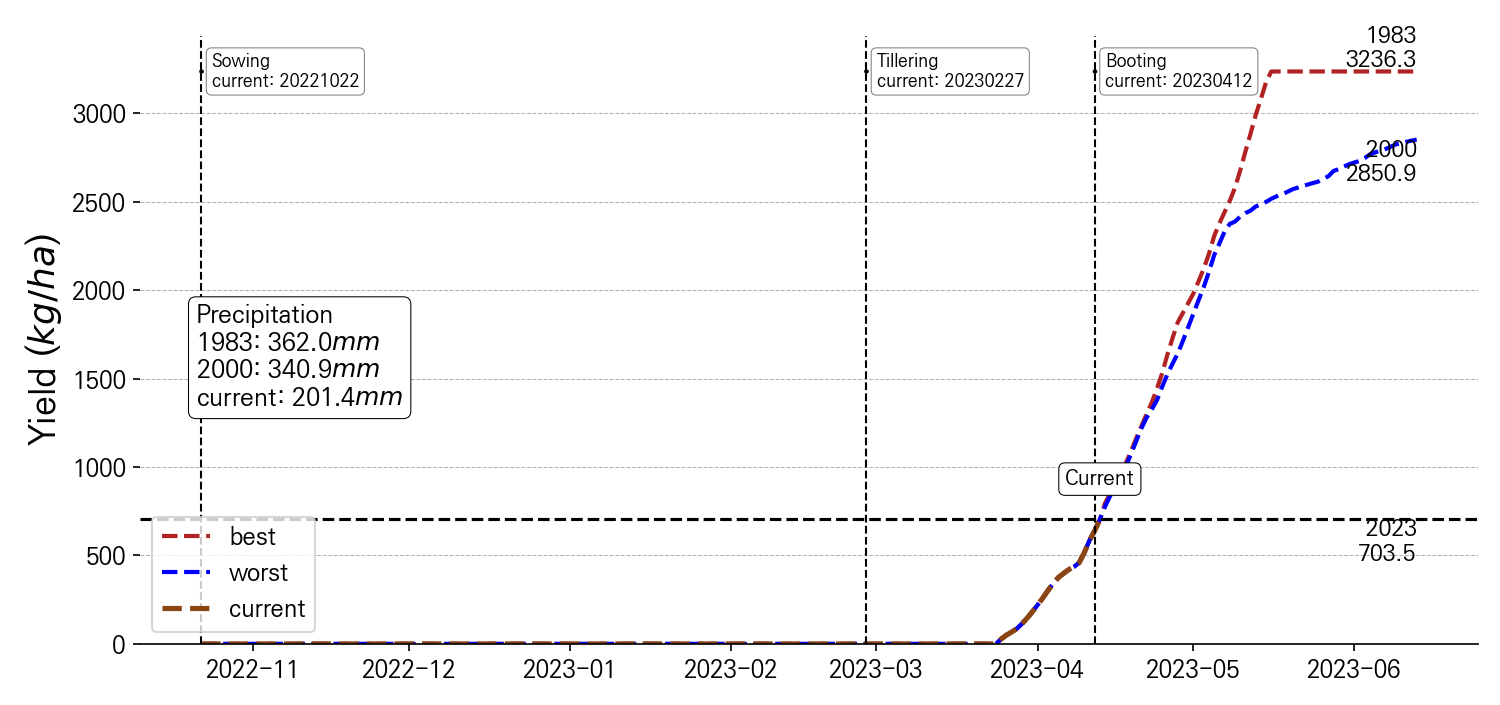 1983
3236.3
Sowing
current: 20221022
Tillering
current: 20230227
Booting
current: 20230412
2000
2850.9
Precipitation
1983: 362.0mm
2000: 340.9mm
current: 201.4mm
Current
2023
703.5
best
worst
current
Yield (kg/ha)
3000
2500
2000
1500
1000
500
0
2022-11
2022-12
2023-01
2023-02
2023-03
2023-04
2023-05
2023-06